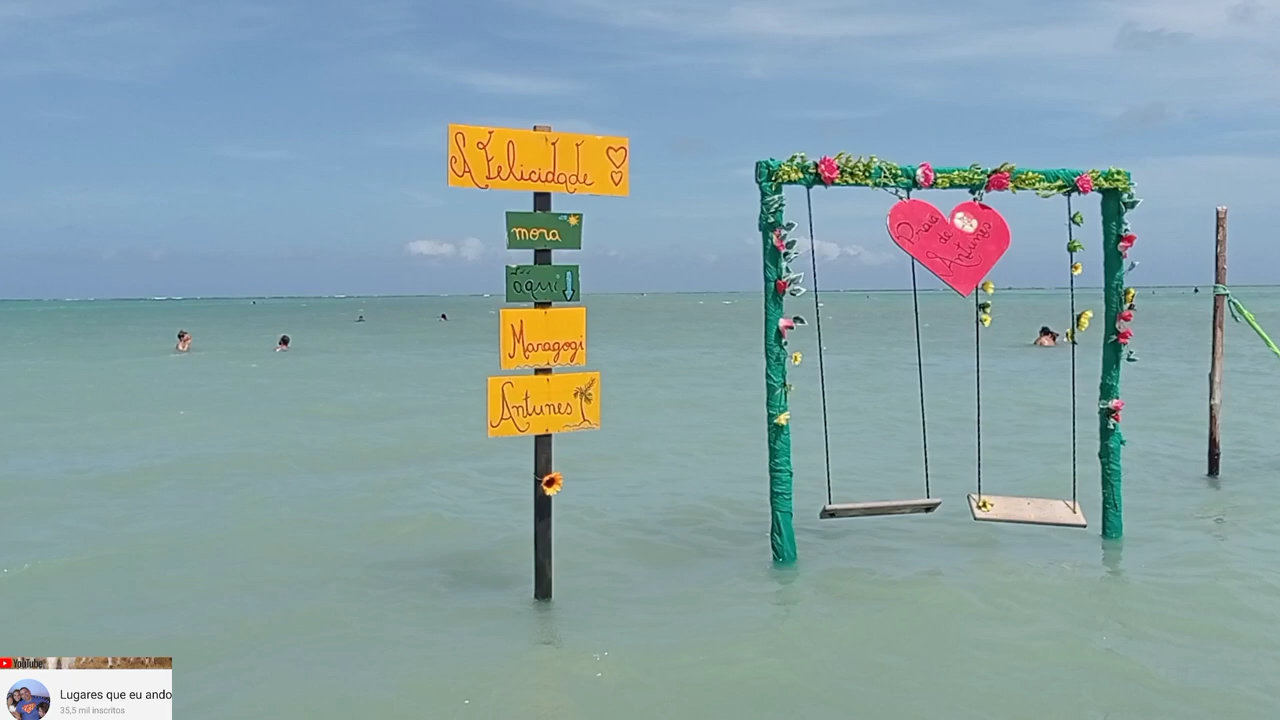 A Felicidade
mora
aqui
Maragogi
Antunes
Praia
de
Antunes
YouTube
Lugares que eu ando
35,5 mil inscritos